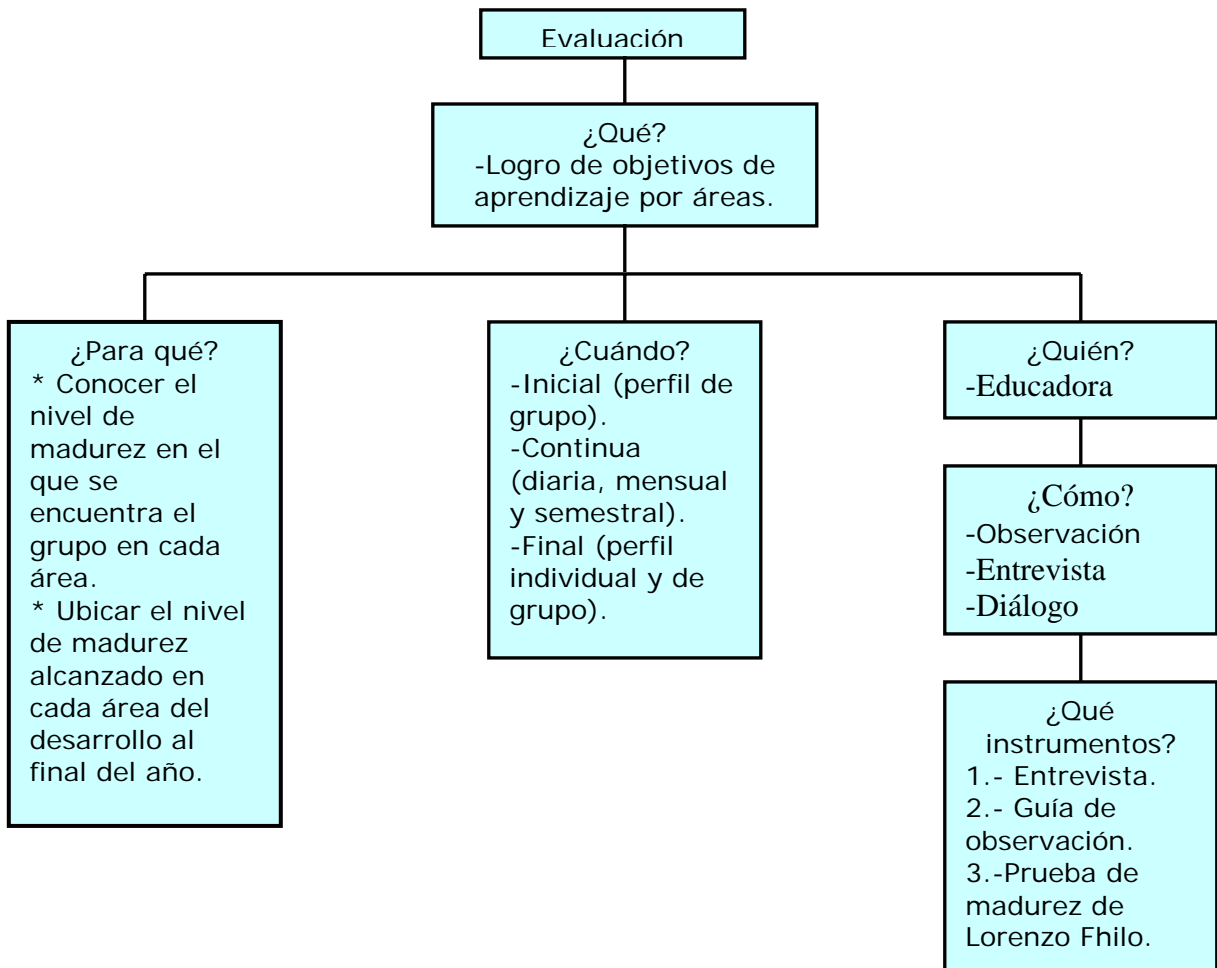 Evaluación
¿Qué?
-Logro de objetivos de
aprendizaje por áreas.
¿Para qué?
* Conocer el
nivel de
madurez en el
que se
encuentra el
grupo en cada
área.
* Ubicar el nivel
de madurez
alcanzado en
cada área del
desarrollo al
final del año.
¿Cuándo?
-Inicial (perfil de
grupo).
-Continua
(diaria, mensual
y semestral).
-Final (perfil
individual y de
grupo).
¿Quién?
-Educadora
¿Cómo?
-Observación
-Entrevista
-Diálogo
¿Qué
instrumentos?
1.- Entrevista.
2.- Guía de
observación.
3.-Prueba de
madurez de
Lorenzo Fhilo.